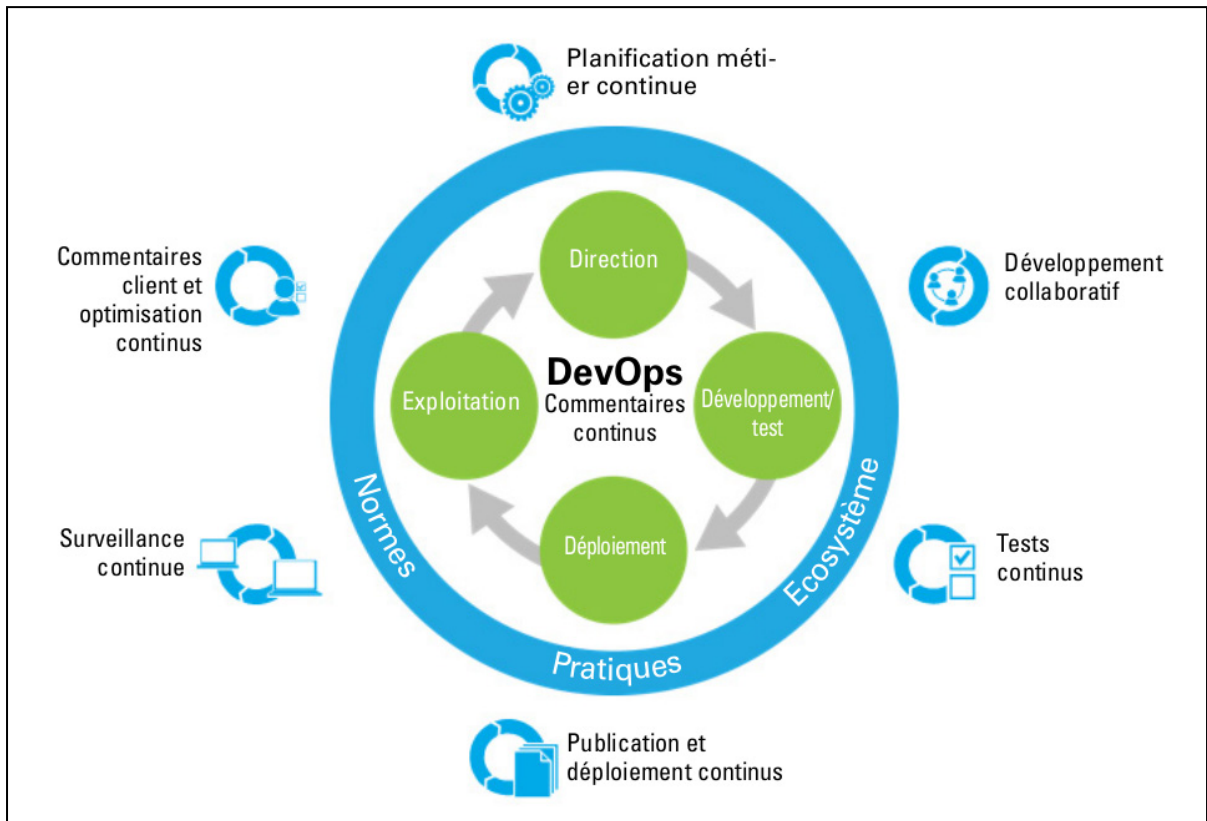 Planification méti-
er continue
Commentaires
client et
optimisation
continus
Développement
collaboratif
Direction
DevOps
Commentaires
continus
Exploitation
Développement/
test
Déploiement
Normes
Pratiques
Ecosystème
Surveillance
continue
Tests
continus
Publication et
déploiement continus